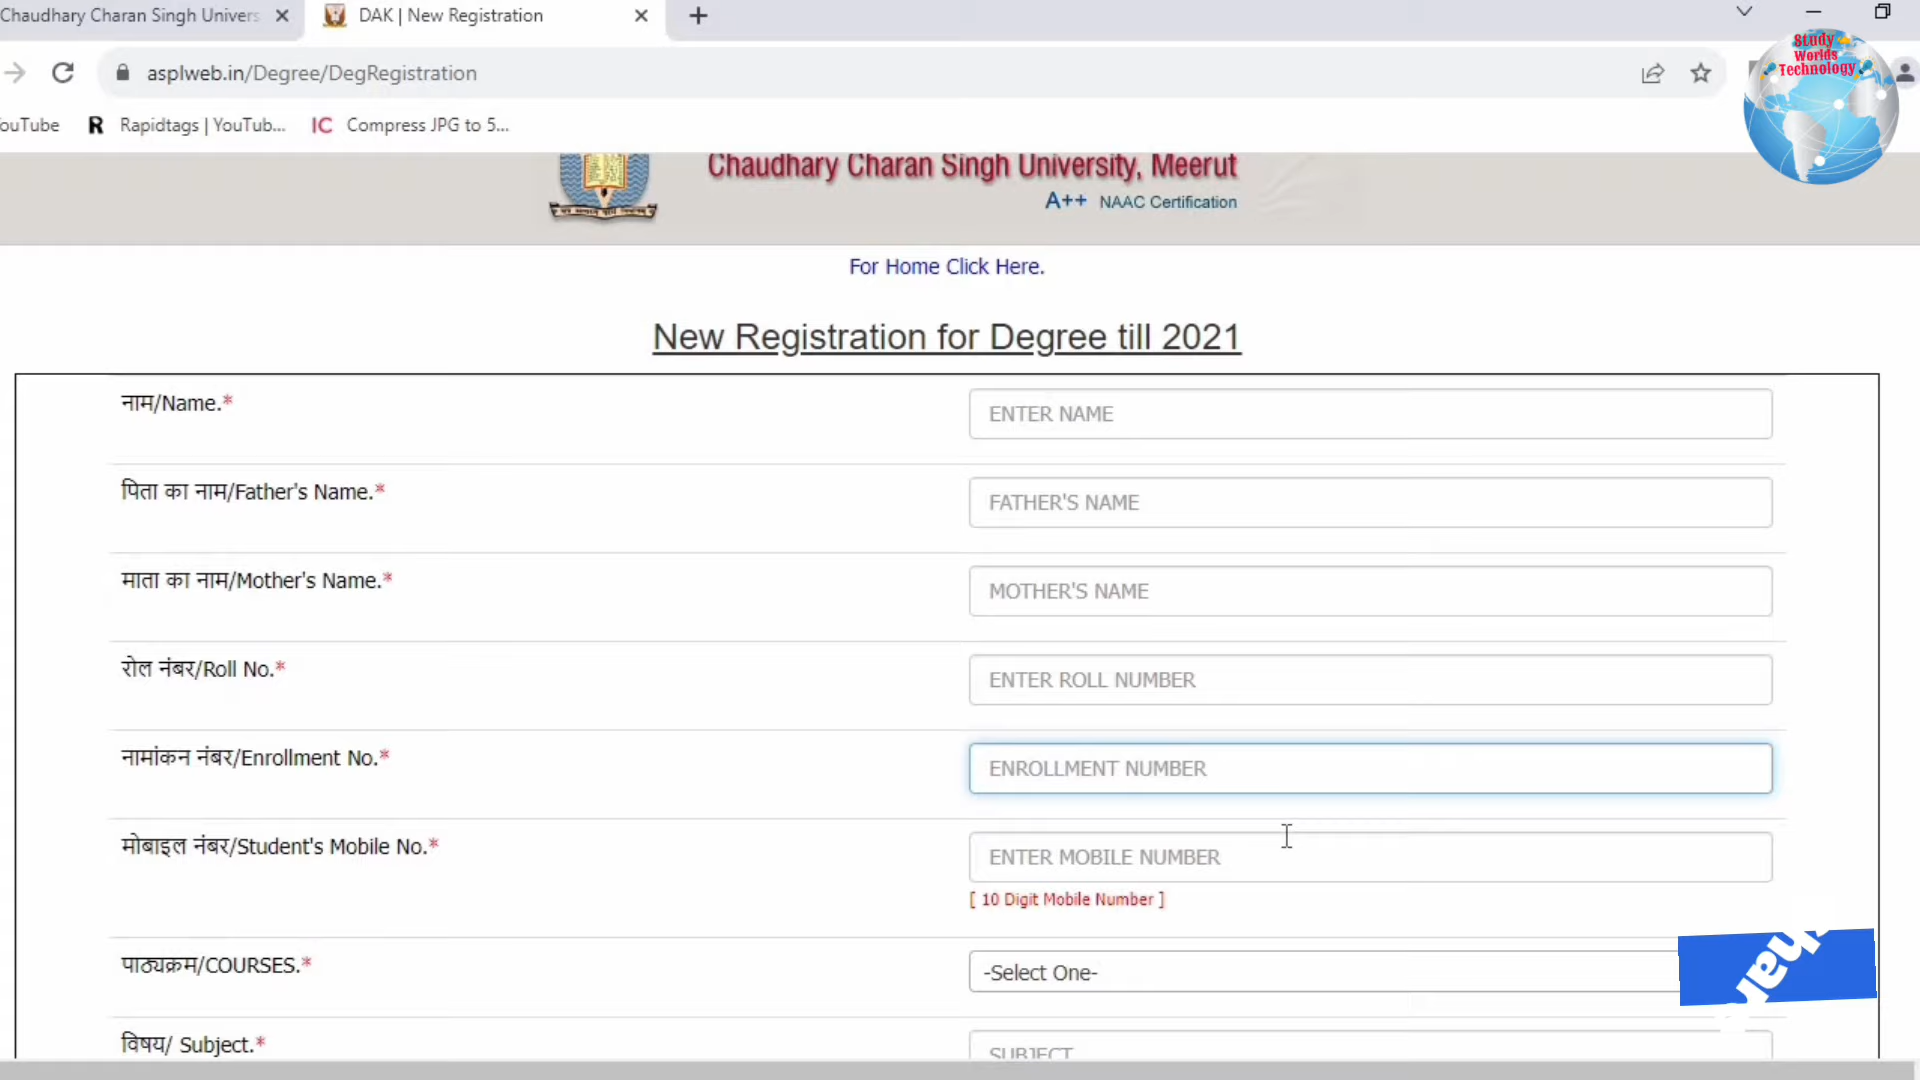 Chaudhary Charan Singh Univers
DAK | New Registration
asplweb.in/Degree/DegRegistration
Study
Worlds
Technology
ouTube
R Rapidtags | YouTub...
IC Compress JPG to 5...
Chaudhary Charan Singh University, Meerut
A++ NAAC Certification
For Home Click Here.
New Registration for Degree till 2021
नाम/Name.*
ENTER NAME
पिता का नाम/Father's Name.*
FATHER'S NAME
माता का नाम/Mother's Name.*
MOTHER'S NAME
रोल नंबर/Roll No.*
ENTER ROLL NUMBER
नामांकन नंबर/Enrollment No.*
ENROLLMENT NUMBER
मोबाइल नंबर/Student's Mobile No.*
ENTER MOBILE NUMBER
[ 10 Digit Mobile Number ]
पाठ्यक्रम/COURSES.*
-Select One-
विषय/ Subject.*
SUBJECT